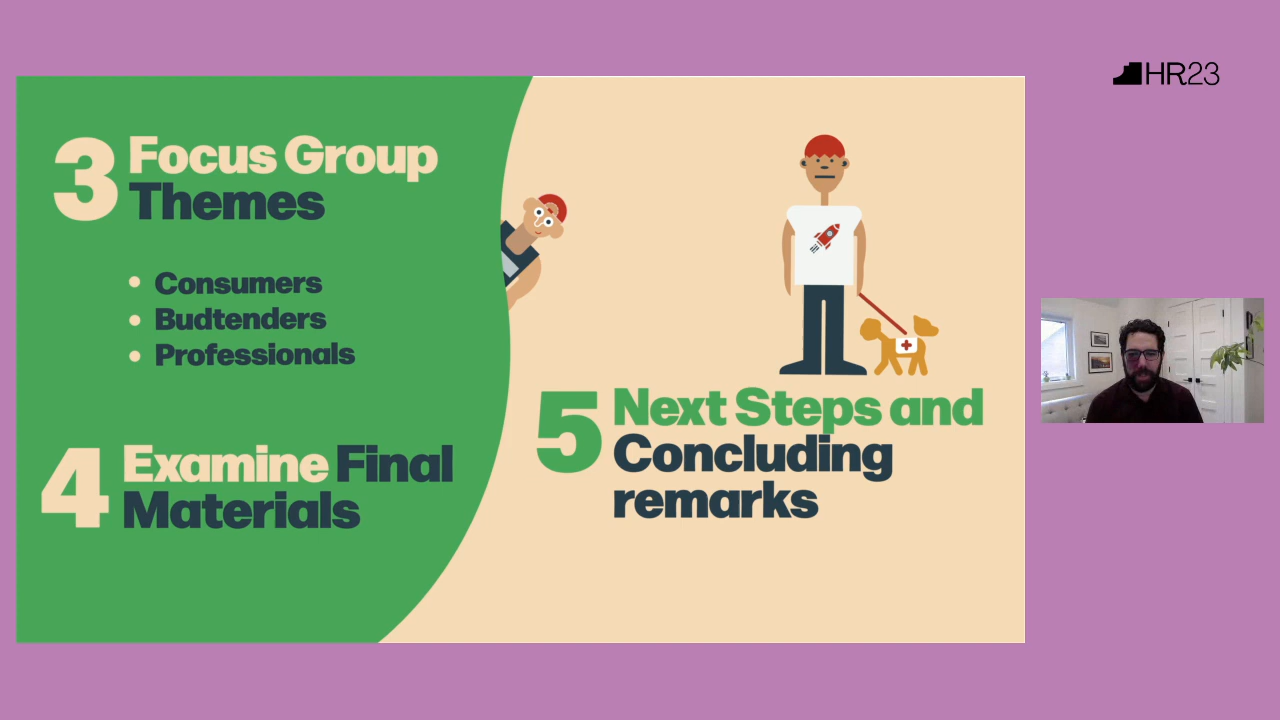 HR23
3 Focus Group
Themes
Consumers
Budtenders
Professionals
4 Examine Final
Materials
5 Next Steps and
Concluding
remarks